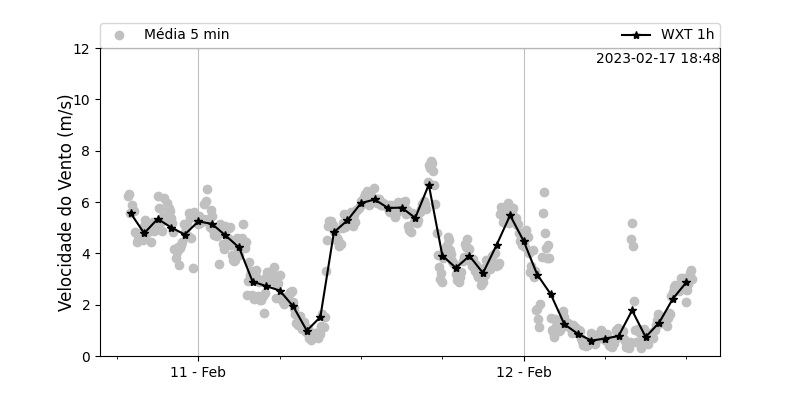 Média 5 min
WXT 1h
2023-02-17 18:48
Velocidade do Vento (m/s)
12
10
8
6
4
2
0
11 - Feb
12 - Feb